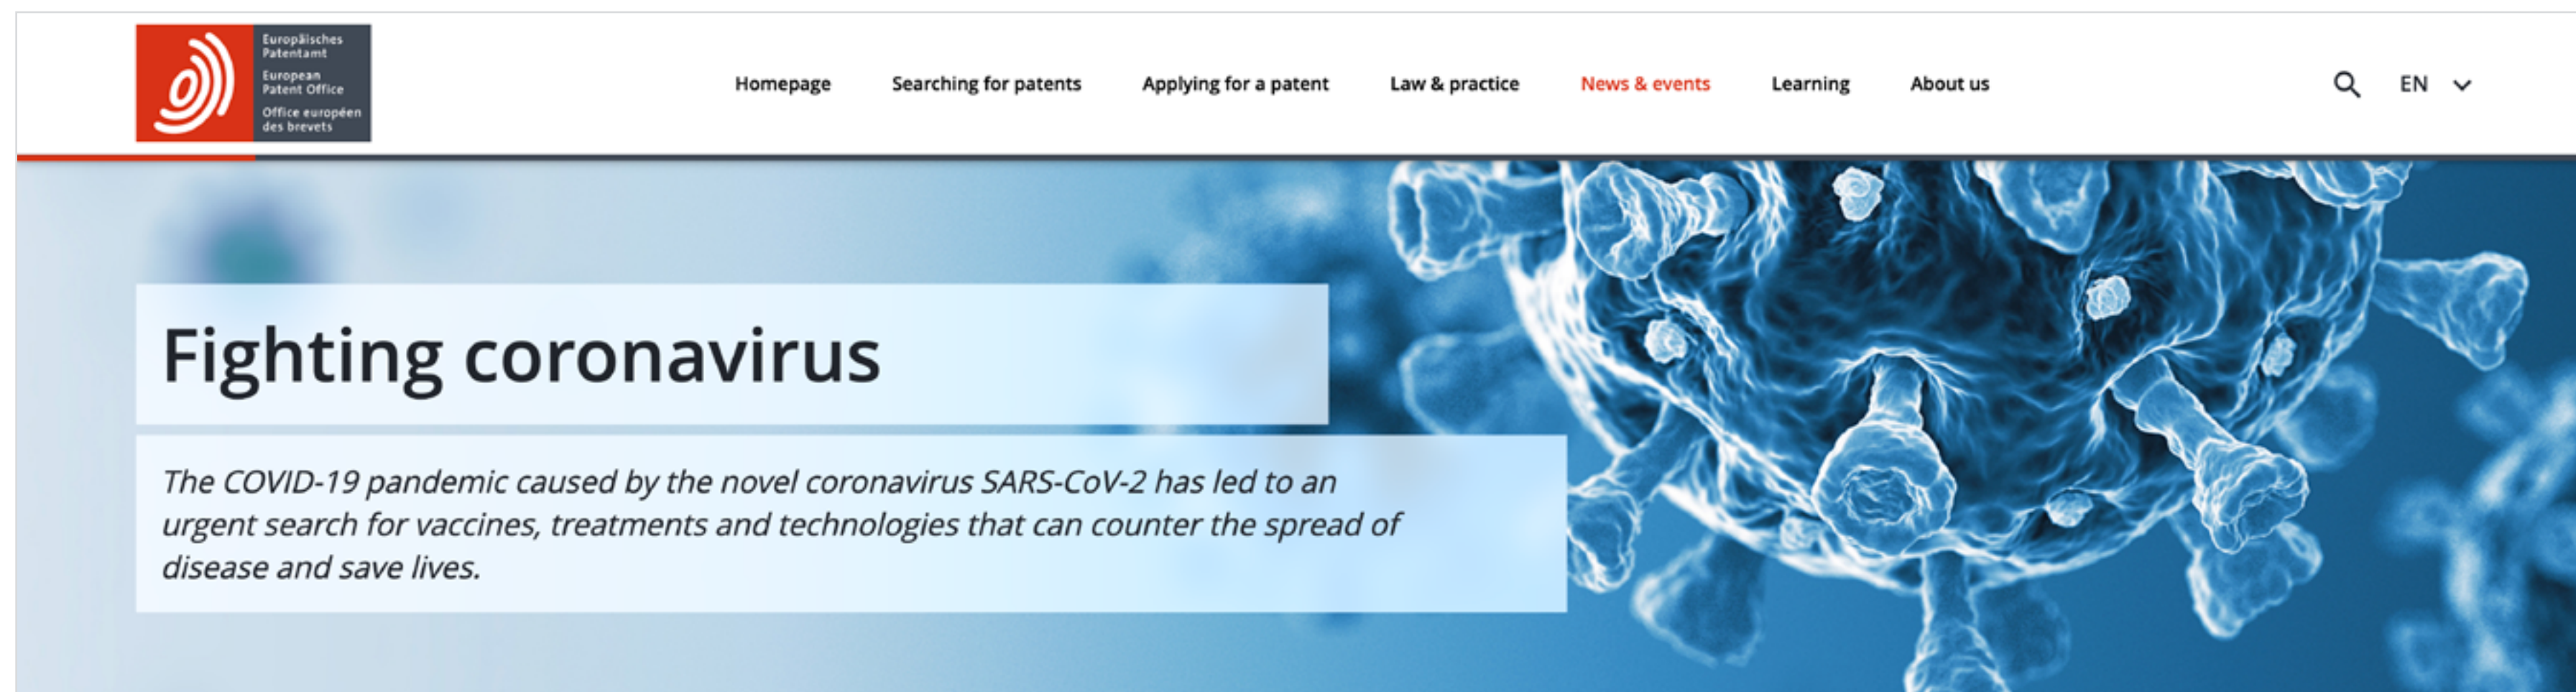 Europäisches
Patentamt
European
Patent Office
Office européen
des brevets
Homepage Searching for patents Applying for a patent Law & practice News & events Learning About us EN
Fighting coronavirus
The COVID-19 pandemic caused by the novel coronavirus SARS-CoV-2 has led to an
urgent search for vaccines, treatments and technologies that can counter the spread of
disease and save lives.